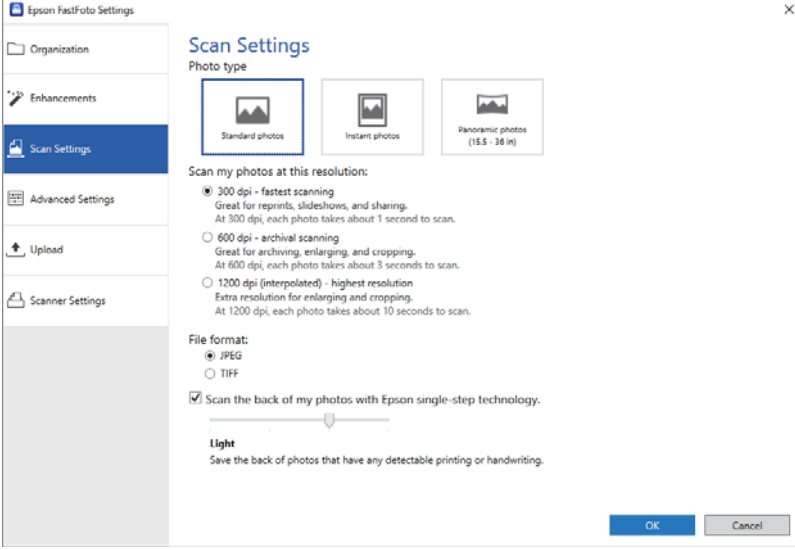 Epson FastFoto Settings
Organization
Enhancements
Scan Settings
Advanced Settings
Upload
Scanner Settings
Scan Settings
Photo type
Standard photos
Instant photos
Panoramic photos
(15.5 - 36 in)
Scan my photos at this resolution:
300 dpi - fastest scanning
Great for reprints, slideshows, and sharing.
At 300 dpi, each photo takes about 1 second to scan.
600 dpi - archival scanning
Great for archiving, enlarging, and cropping.
At 600 dpi, each photo takes about 3 seconds to scan.
1200 dpi (interpolated) - highest resolution
Extra resolution for enlarging and cropping.
At 1200 dpi, each photo takes about 10 seconds to scan.
File format:
JPEG
TIFF
Scan the back of my photos with Epson single-step technology.
Light
Save the back of photos that have any detectable printing or handwriting.
OK
Cancel